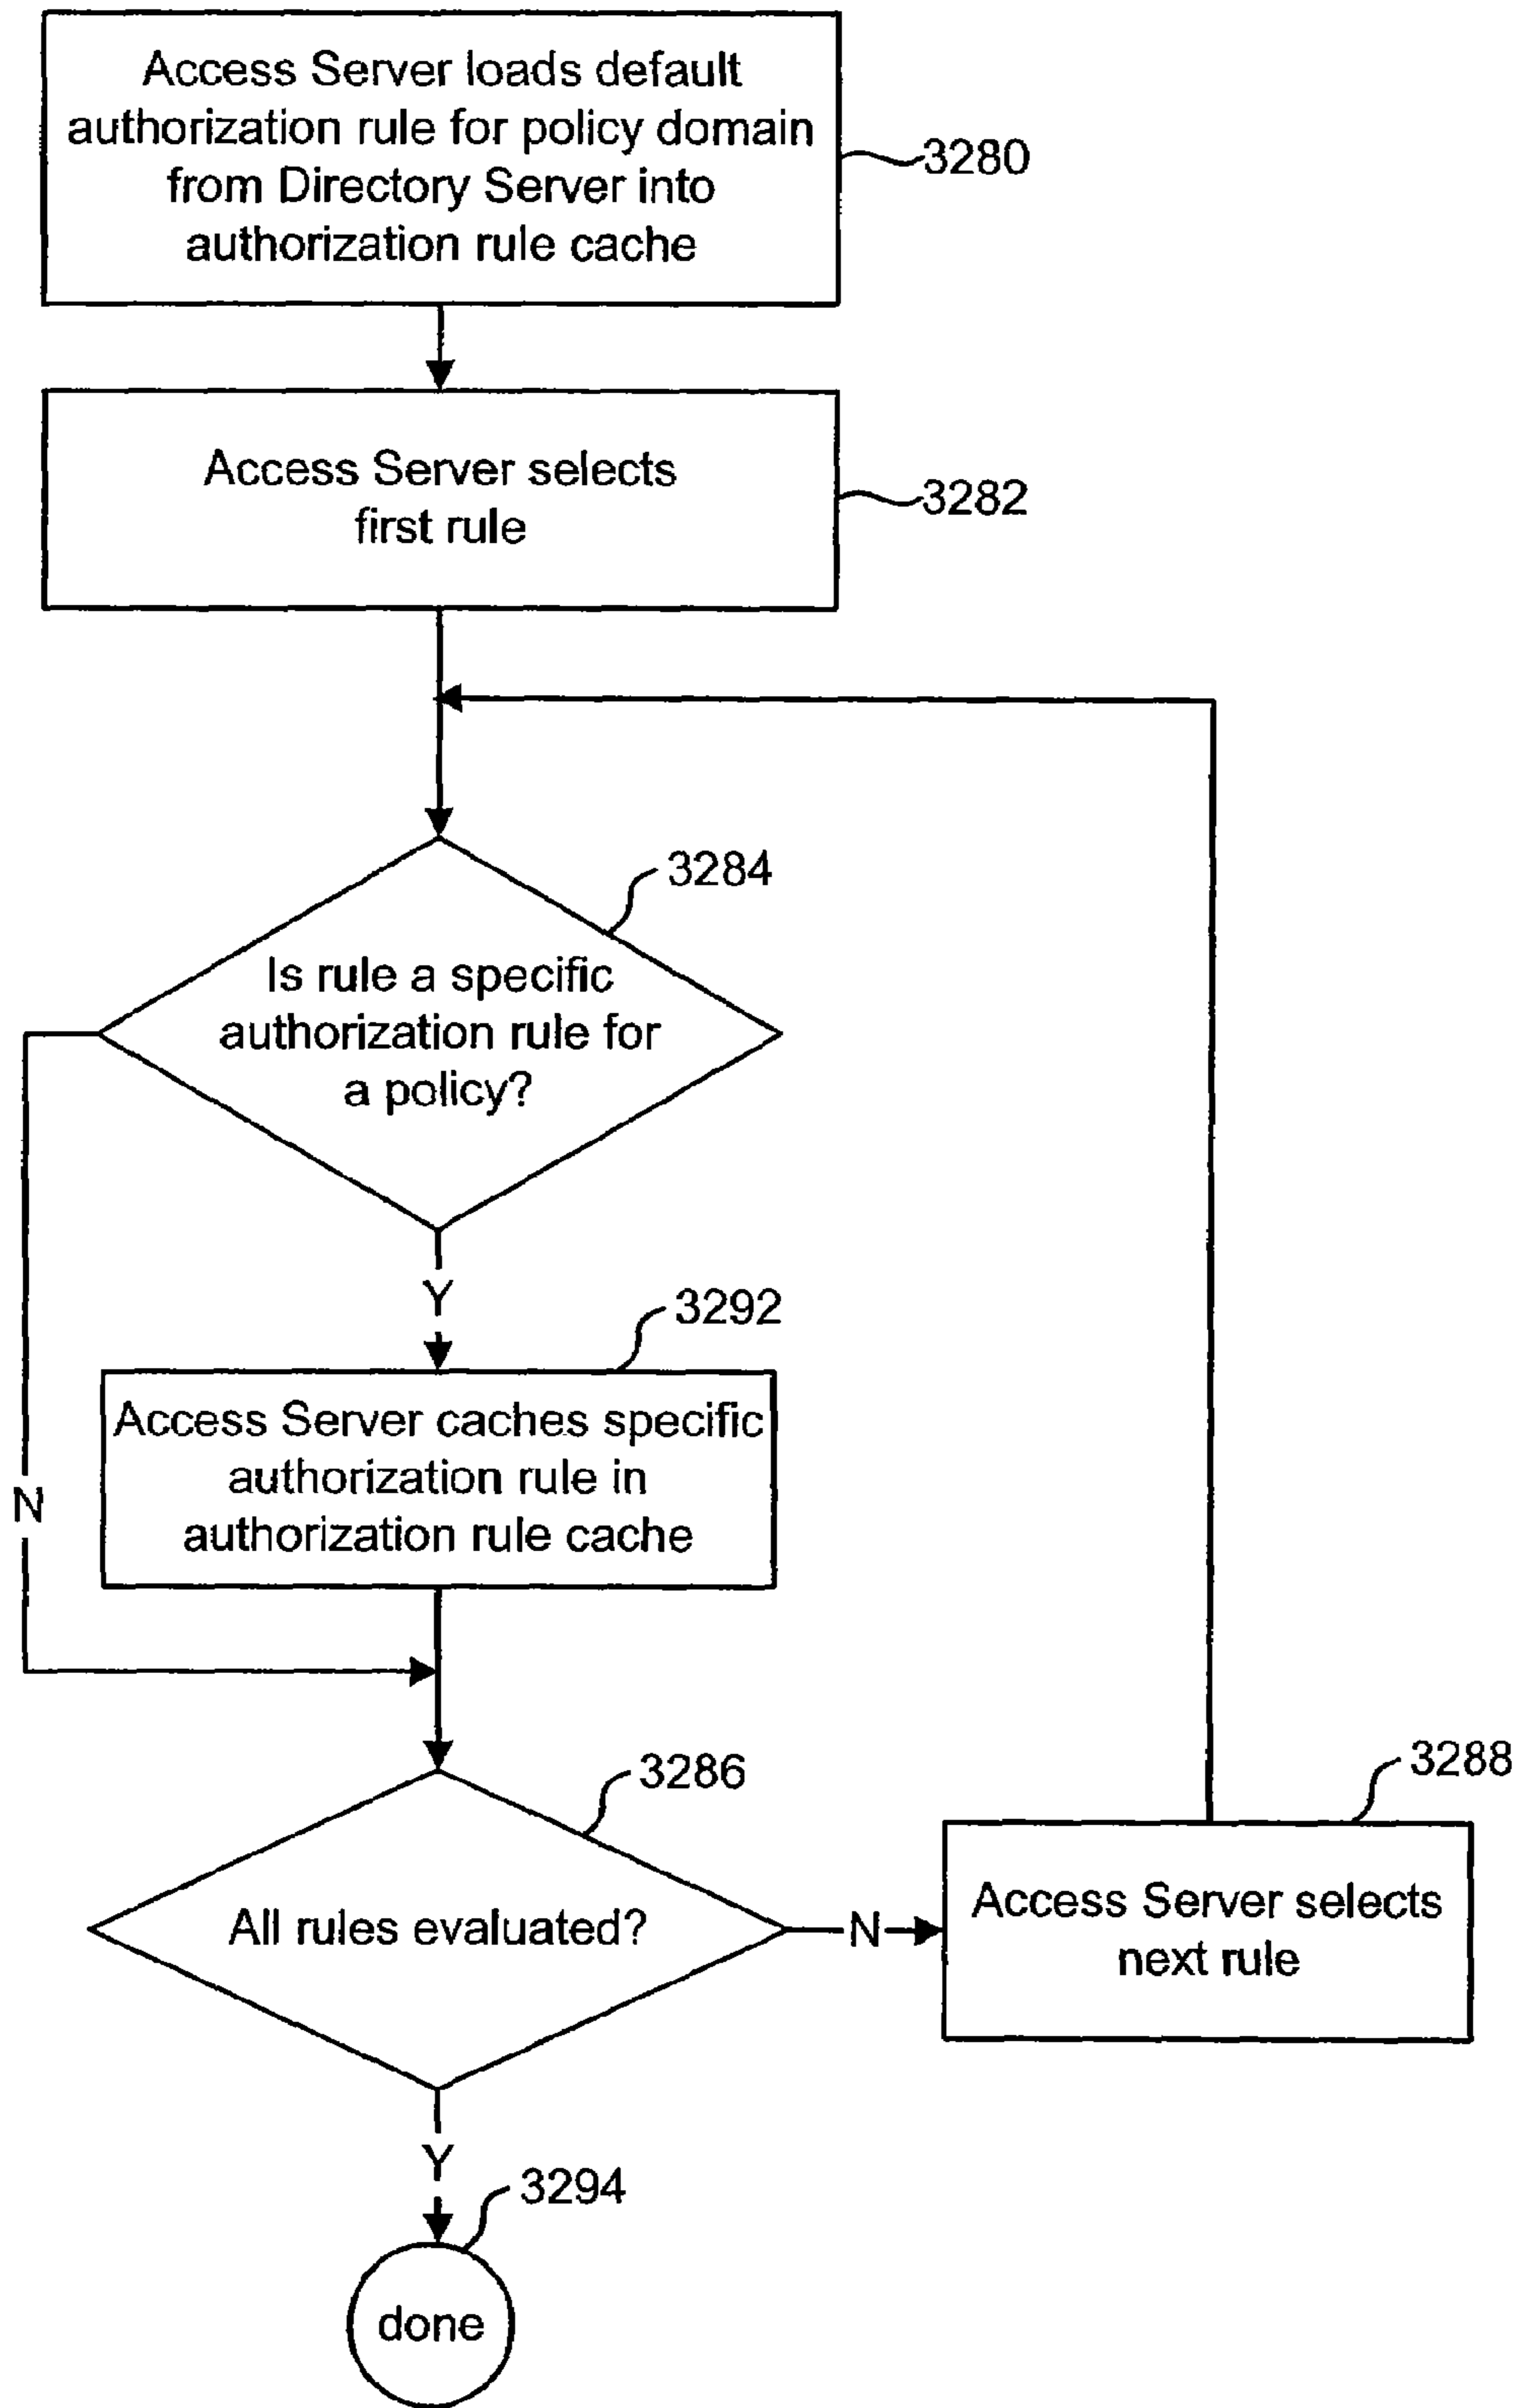 Access Server loads default
authorization rule for policy domain
from Directory Server into
authorization rule cache
3280
Access Server selects
first rule
3282
3284
Is rule a specific
authorization rule for
a policy?
Y
3292
Access Server caches specific
authorization rule in
authorization rule cache
N
3286
All rules evaluated?
N
3288
Access Server selects
next rule
Y
3294
done